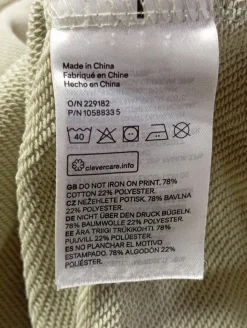 Made in China
Fabriqué en Chine
Hecho en China
O/N 229182
P/N 10588335
40
clevercare.info
GB DO NOT IRON ON PRINT. 78%
COTTON 22% POLYESTER.
CZ NEŽEHLETE POTISK. 78% BAVLNA
22% POLYESTER.
DE NICHT ÜBER DEN DRUCK BÜGELN.
78% BAUMWOLLE 22% POLYESTER.
EE ÄRA TRIIGI TRÜKIKOHTI. 78%
PUUVILL 22% POLÜESTER.
ES NO PLANCHAR EL MOTIVO
ESTAMPADO. 78% ALGODÓN 22%
POLIÉSTER.